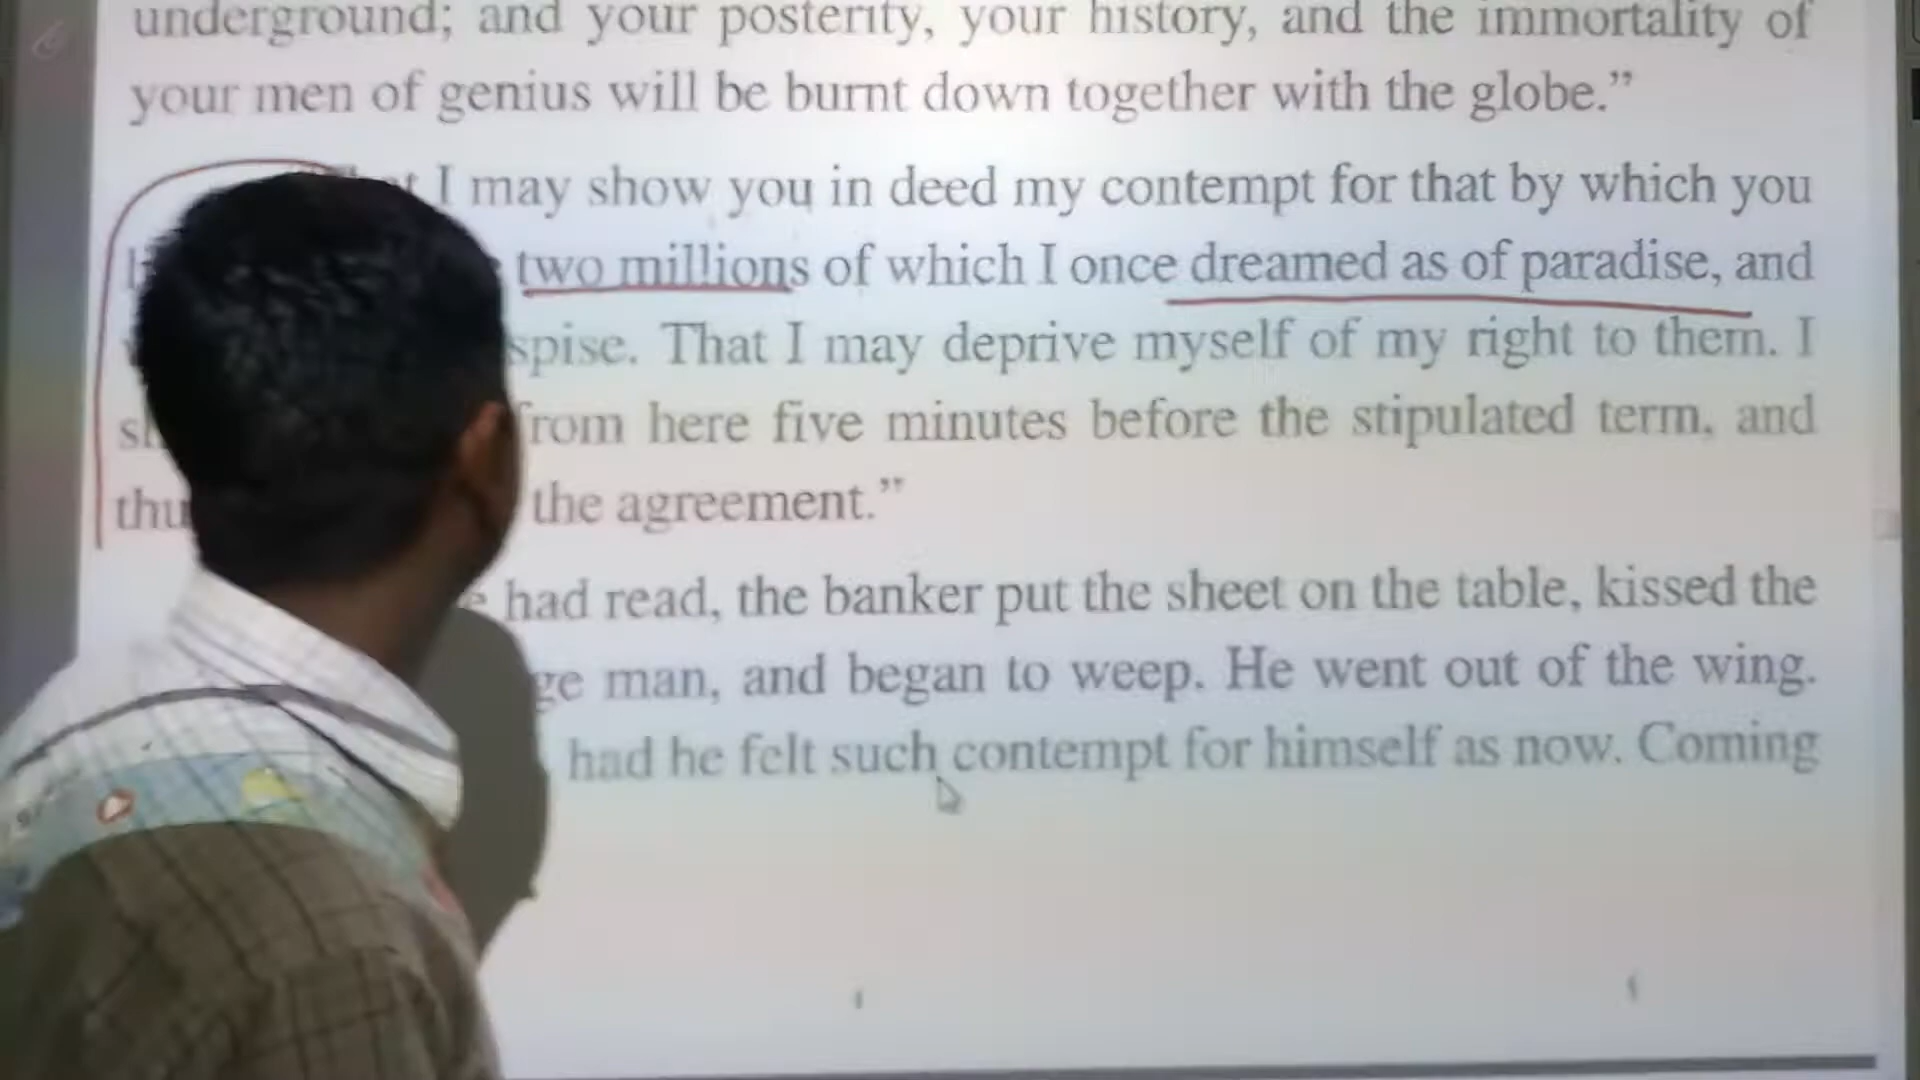 underground; and your posterity, your history, and the immortality of
your men of genius will be burnt down together with the globe.”
I may show you in deed my contempt for that by which you
two millions of which I once dreamed as of paradise, and
spise. That I may deprive myself of my right to them. I
from here five minutes before the stipulated term, and
thu the agreement.”
had read, the banker put the sheet on the table, kissed the
ge man, and began to weep. He went out of the wing.
had he felt such contempt for himself as now. Coming